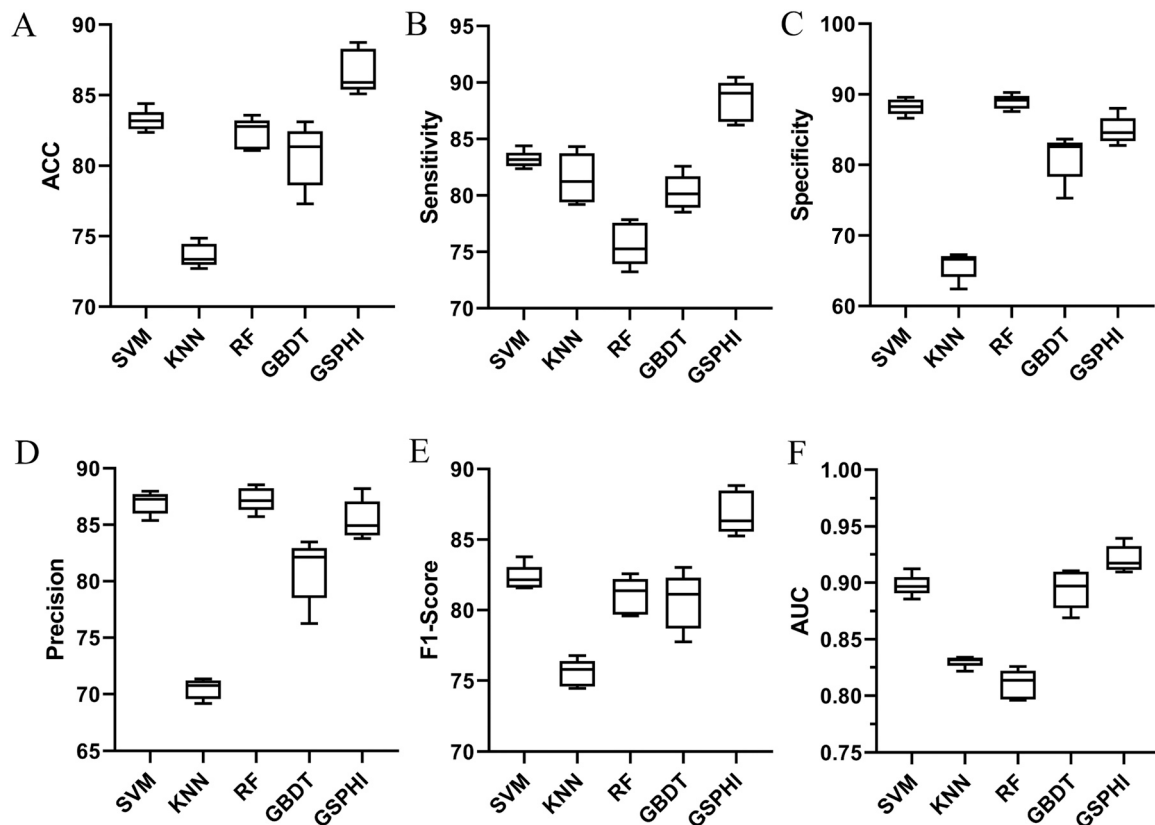 A
ACC
90
85
80
75
70
SVM
KNN
RF
GBDT
GSPHI
B
Sensitivity
95
90
85
80
75
70
SVM
KNN
RF
GBDT
GSPHI
C
Specificity
100
90
80
70
60
SVM
KNN
RF
GBDT
GSPHI
D
Precision
90
85
80
75
70
65
SVM
KNN
RF
GBDT
GSPHI
E
F1-Score
90
85
80
75
70
SVM
KNN
RF
GBDT
GSPHI
F
AUC
1.00
0.95
0.90
0.85
0.80
0.75
SVM
KNN
RF
GBDT
GSPHI